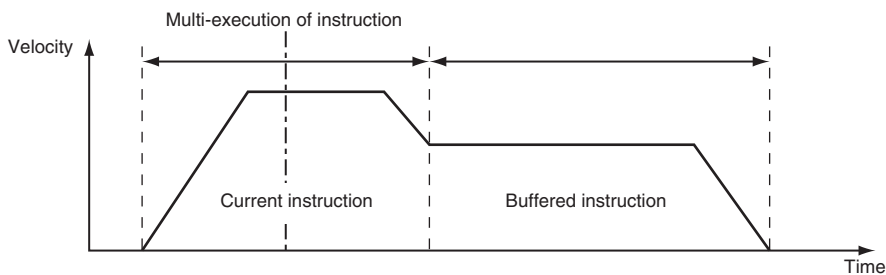 Multi-execution of instruction
Velocity
Current instruction
Buffered instruction
Time